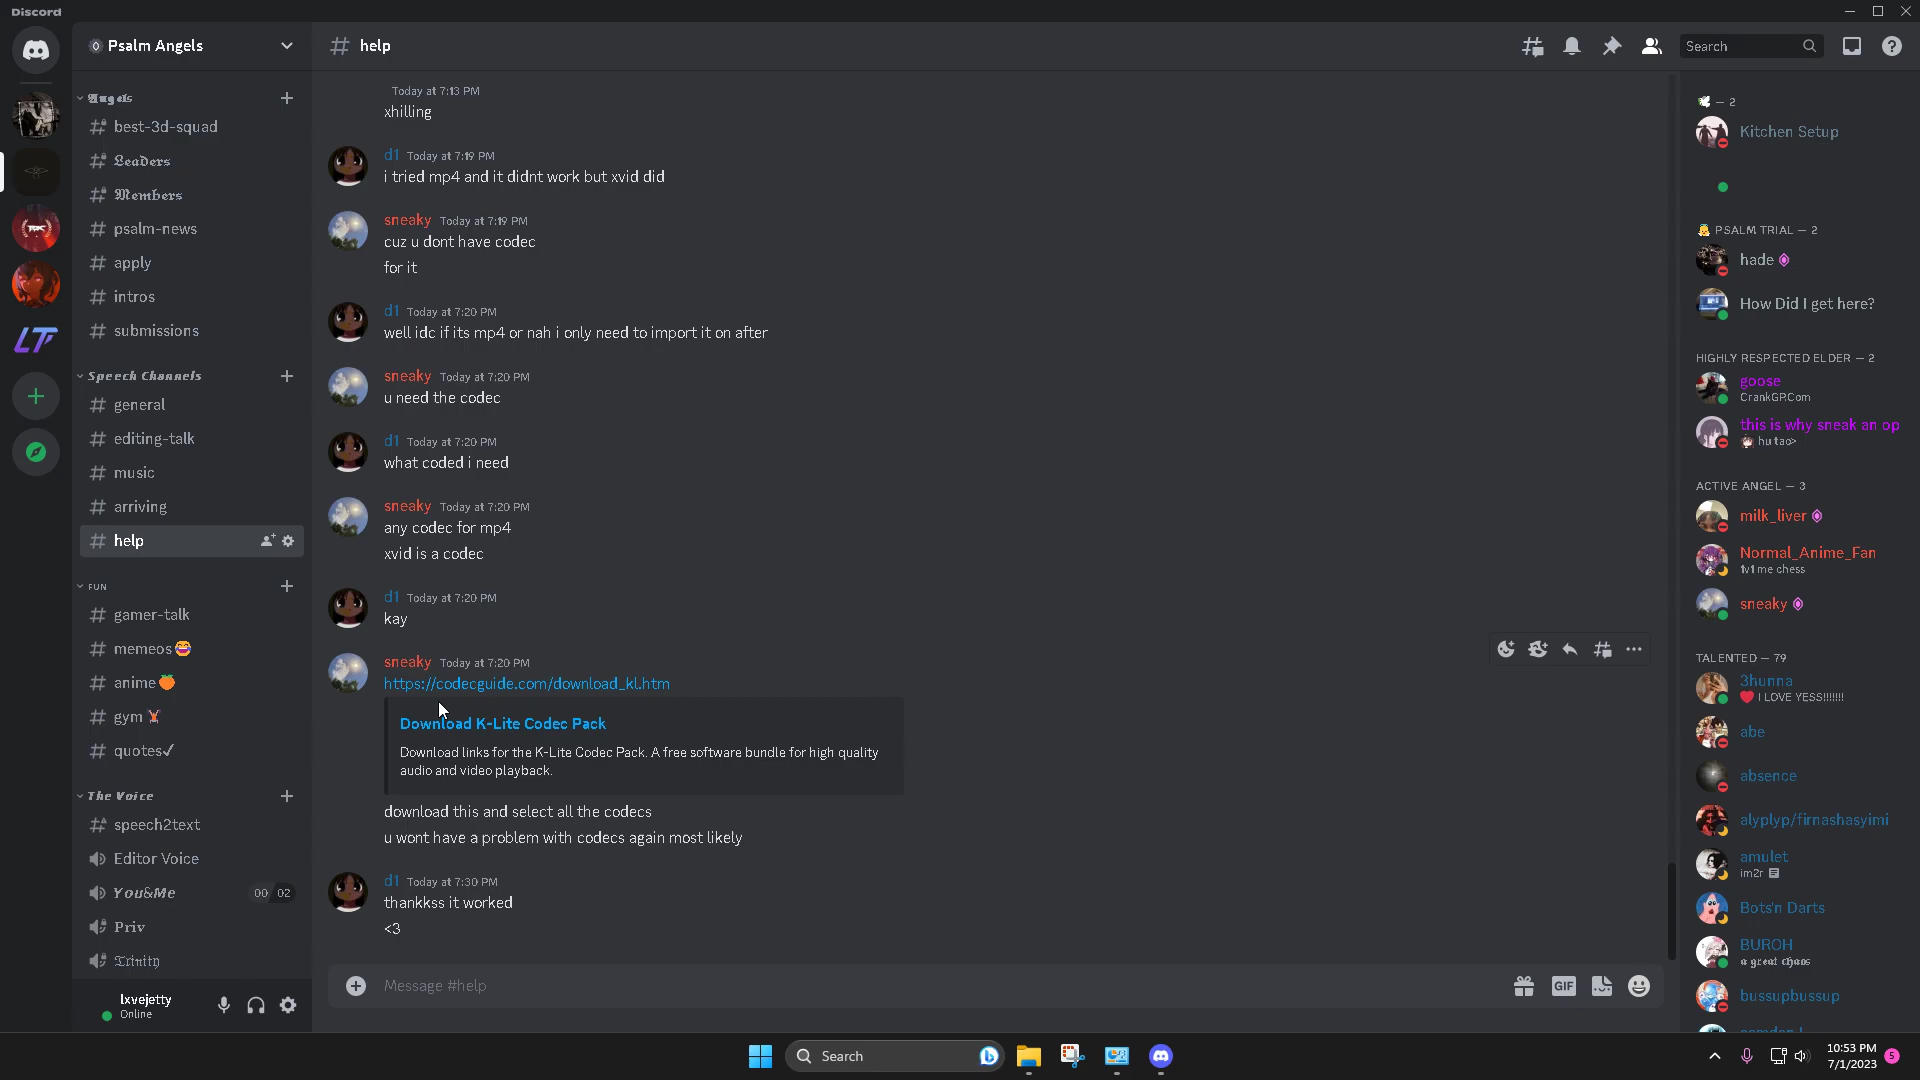 Discord
Psalm Angels
Angels
best-3d-squad
Leaders
Members
psalm-news
apply
intros
submissions
Speech Channels
general
editing-talk
music
arriving
help
FUN
gamer-talk
memeos😂
anime🍑
gym🏋
quotes✓
The Voice
speech2text
Editor Voice
You&Me 00 02
Priv
Trinity
lxvejetty
Online
help
Search
Today at 7:13 PM
xhilling
d1 Today at 7:19 PM
i tried mp4 and it didnt work but xvid did
sneaky Today at 7:19 PM
cuz u dont have codec
for it
d1 Today at 7:20 PM
well idc if its mp4 or nah i only need to import it on after
sneaky Today at 7:20 PM
u need the codec
d1 Today at 7:20 PM
what coded i need
sneaky Today at 7:20 PM
any codec for mp4
xvid is a codec
d1 Today at 7:20 PM
kay
sneaky Today at 7:20 PM
https://codecguide.com/download_kl.htm
Download K-Lite Codec Pack
Download links for the K-Lite Codec Pack. A free software bundle for high quality
audio and video playback.
download this and select all the codecs
u wont have a problem with codecs again most likely
d1 Today at 7:30 PM
thankkss it worked
<3
Message #help
GIF
🕊 — 2
Kitchen Setup
PSALM TRIAL — 2
hade
How Did I get here?
HIGHLY RESPECTED ELDER — 2
goose
CrankGP.Com
this is why sneak an op
hu tao>
ACTIVE ANGEL — 3
milk_liver
Normal_Anime_Fan
1v1 me chess
sneaky
TALENTED — 79
3hunna
❤ I LOVE YESS!!!!!!!
abe
absence
alyplyp/firnashasyimi
amulet
im2r
Bots'n Darts
BUROH
a great chaos
bussupbussup
LT
Search
10:53 PM
7/1/2023
5